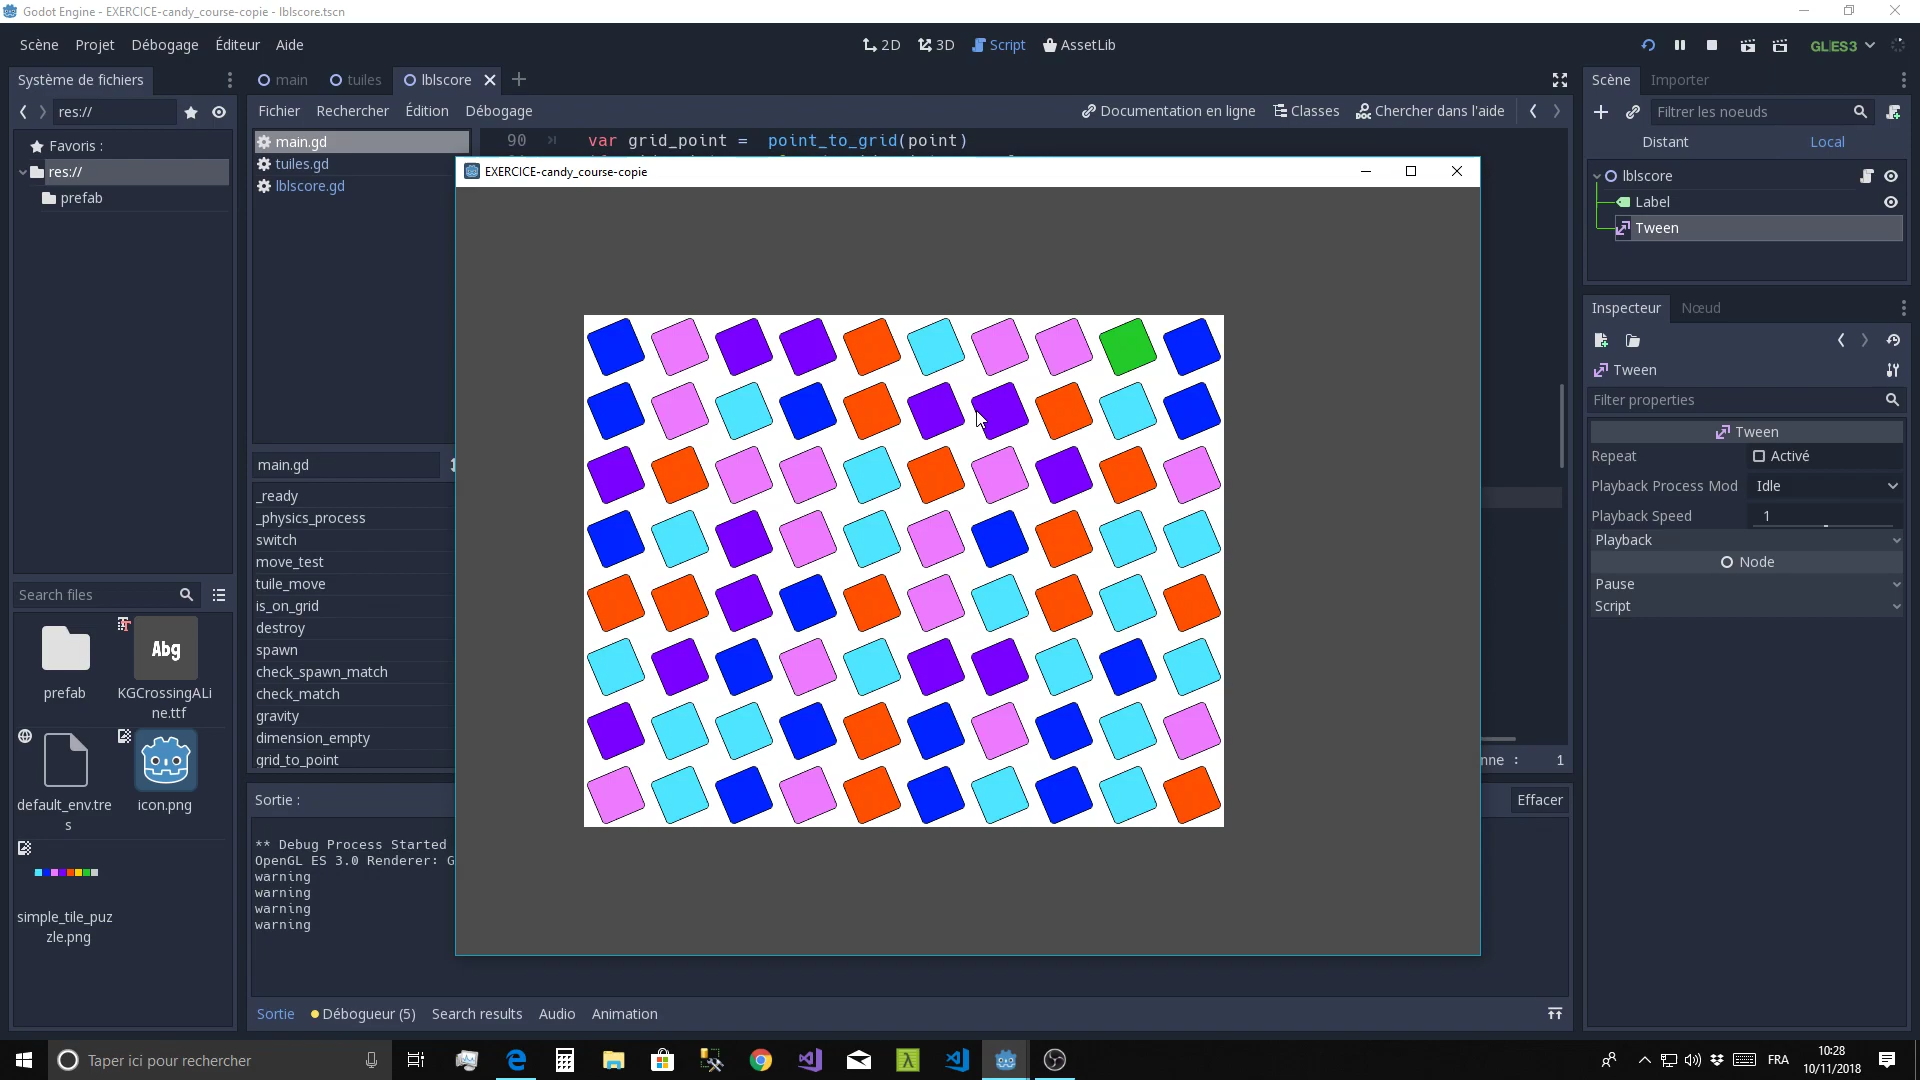 Godot Engine - EXERCICE-candy_course-copie - lblscore.tscn
Scène Projet Débogage Éditeur Aide
2D 3D Script AssetLib
GLES3
Système de fichiers
main tuiles lblscore
Scène Importer
res://
Fichier Rechercher Édition Débogage
Documentation en ligne Classes Chercher dans l'aide
Filtrer les noeuds
Favoris :
res://
prefab
main.gd
tuiles.gd
lblscore.gd
90 var grid_point = point_to_grid(point)
Distant Local
lblscore
Label
Tween
EXERCICE-candy_course-copie
Inspecteur Nœud
Tween
Filter properties
Tween
Repeat Activé
Playback Process Mod Idle
Playback Speed 1
Playback
Node
Pause
Script
main.gd
_ready
_physics_process
switch
move_test
tuile_move
is_on_grid
destroy
spawn
check_spawn_match
check_match
gravity
dimension_empty
grid_to_point
Search files
prefab
Abg
KGCrossingALi
ne.ttf
default_env.tre
s
icon.png
simple_tile_puz
zle.png
nne : 1
Sortie :
Effacer
** Debug Process Started
OpenGL ES 3.0 Renderer: G
warning
warning
warning
warning
Sortie Débogueur (5) Search results Audio Animation
Taper ici pour rechercher
FRA
10:28
10/11/2018